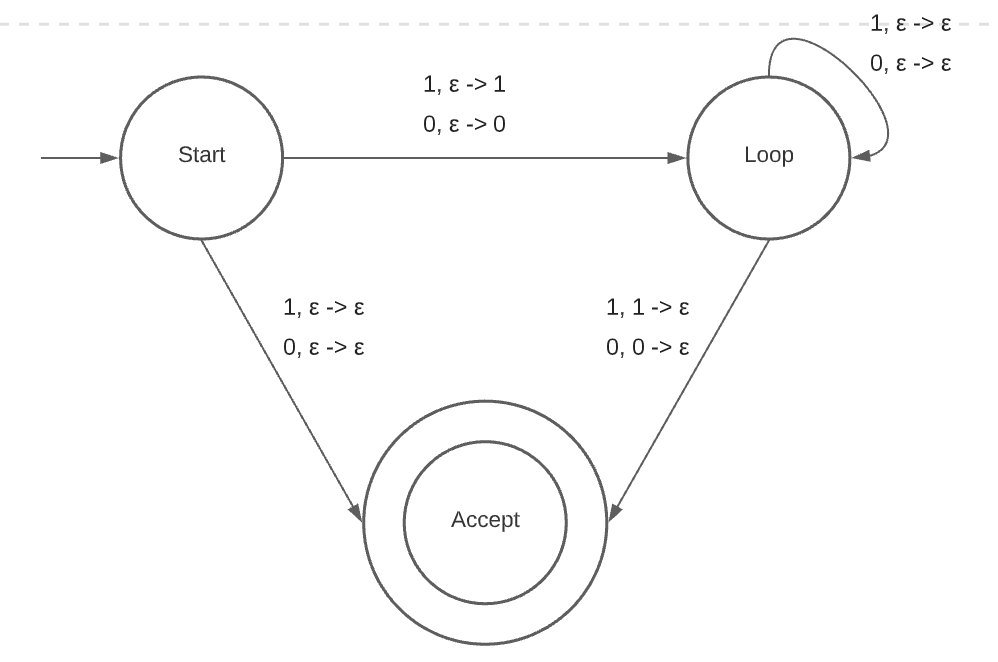 1, ε -> ε
0, ε -> ε
1, ε -> 1
0, ε -> 0
Start
Loop
1, ε -> ε
0, ε -> ε
1, 1 -> ε
0, 0 -> ε
Accept